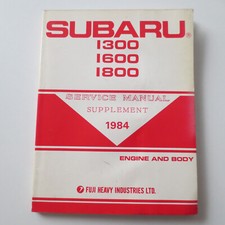 SUBARU®
1300
1600
1800
SERVICE MANUAL
SUPPLEMENT
1984
ENGINE AND BODY
FUJI HEAVY INDUSTRIES LTD.